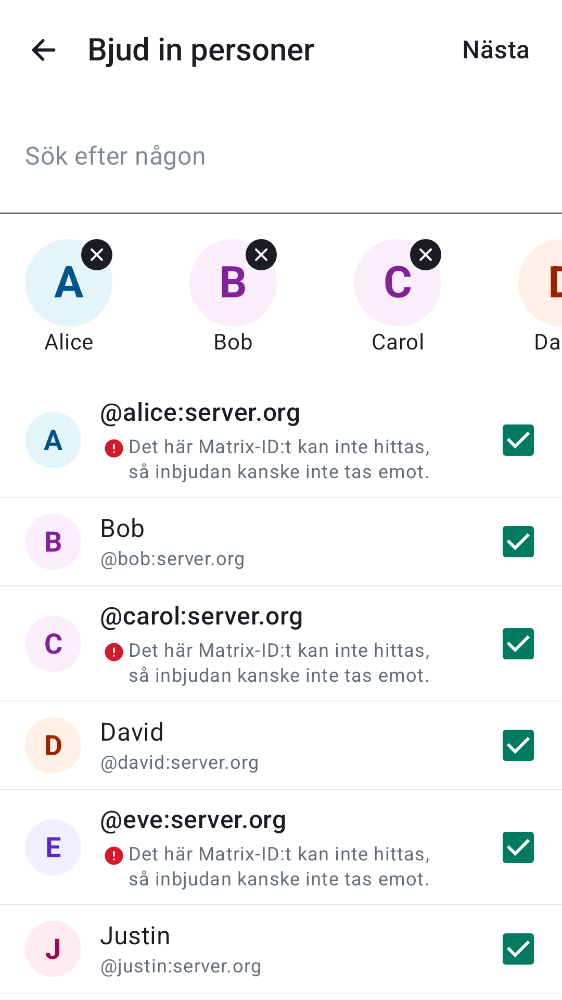 Bjud in personer
Nästa
Sök efter någon
A
B
C
D
Alice
Bob
Carol
Da
A
@alice:server.org
Det här Matrix-ID:t kan inte hittas,
så inbjudan kanske inte tas emot.
B
Bob
@bob:server.org
C
@carol:server.org
Det här Matrix-ID:t kan inte hittas,
så inbjudan kanske inte tas emot.
D
David
@david:server.org
E
@eve:server.org
Det här Matrix-ID:t kan inte hittas,
så inbjudan kanske inte tas emot.
J
Justin
@justin:server.org